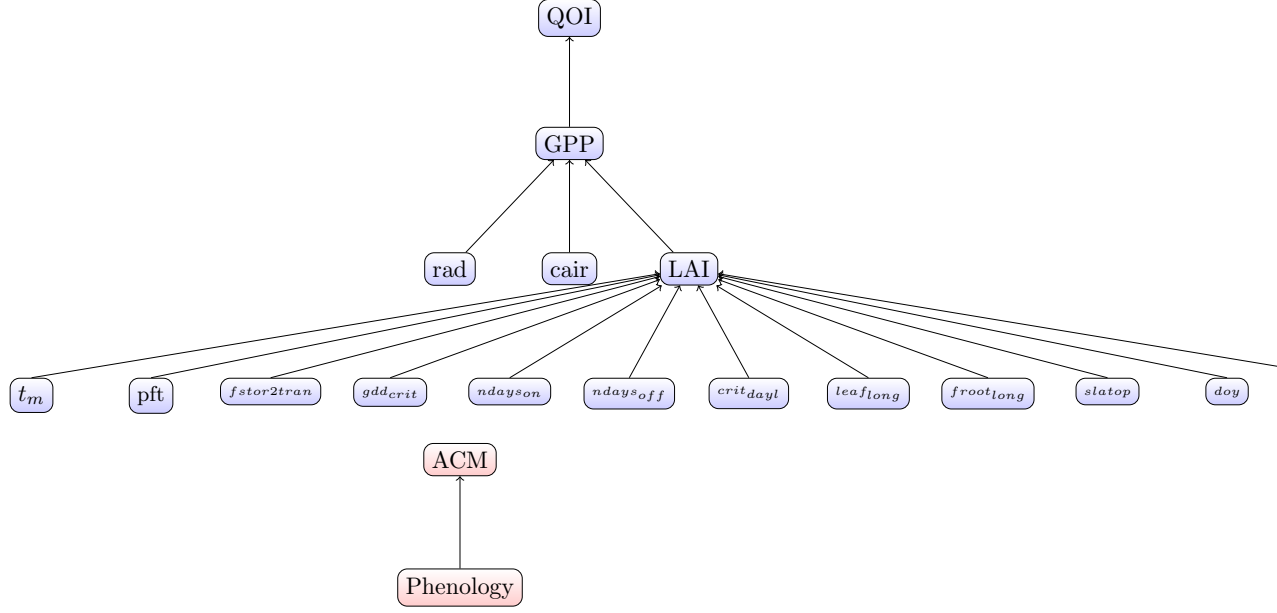 QOI
GPP
rad cair LAI
t_m pft fstor2tran gdd_crit ndays_on ndays_off crit_dayl leaf_long froot_long slatop doy
ACM
Phenology